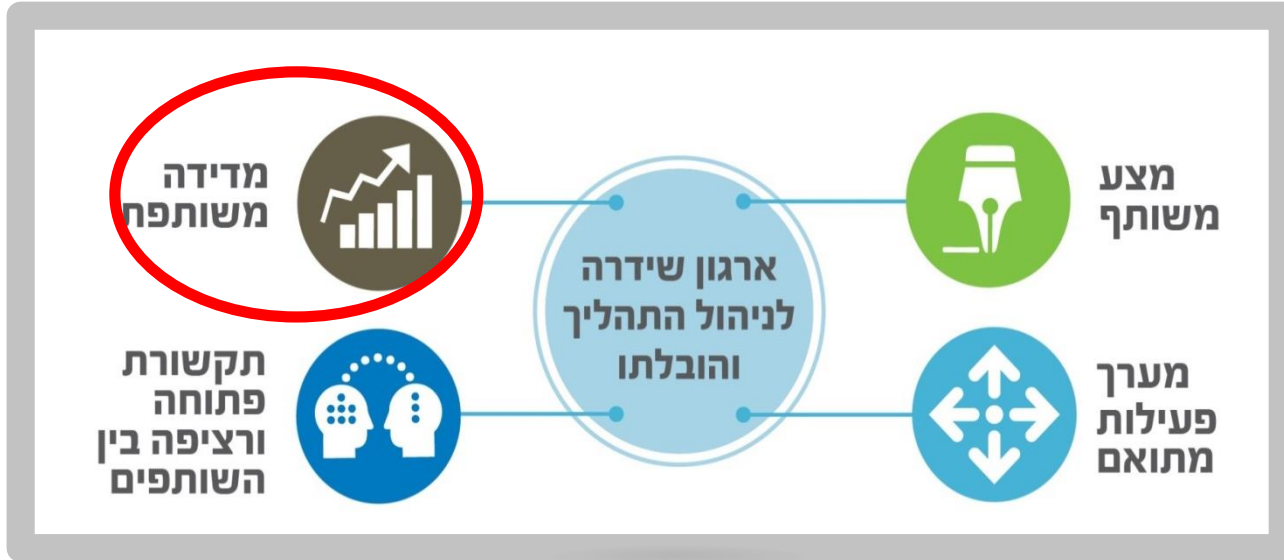 מצע
משותף
מערך
פעילות
מתואם
ארגון שידרה
לניהול התהליך
והובלתו
מדידה
משותפת
תקשורת
פתוחה
ורציפה בין
השותפים